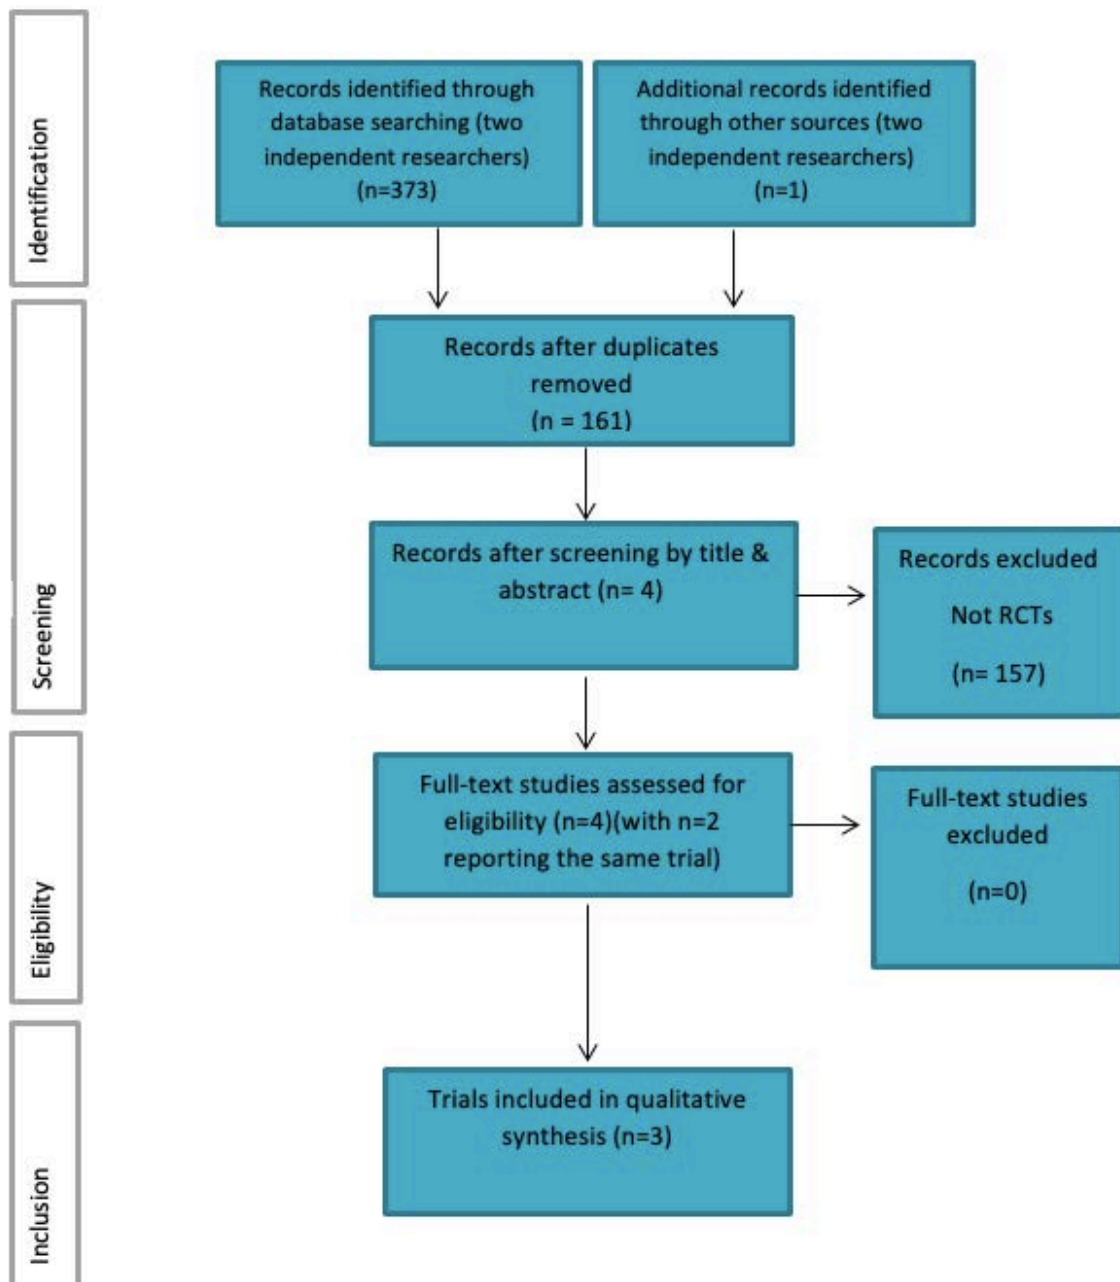 Identification
Records identified through
database searching (two
independent researchers)
(n=373)
Additional records identified
through other sources (two
independent researchers)
(n=1)
Screening
Records after duplicates
removed
(n = 161)
Records after screening by title &
abstract (n= 4)
Records excluded
Not RCTs
(n= 157)
Eligibility
Full-text studies assessed for
eligibility (n=4)(with n=2
reporting the same trial)
Full-text studies
excluded
(n=0)
Inclusion
Trials included in qualitative
synthesis (n=3)